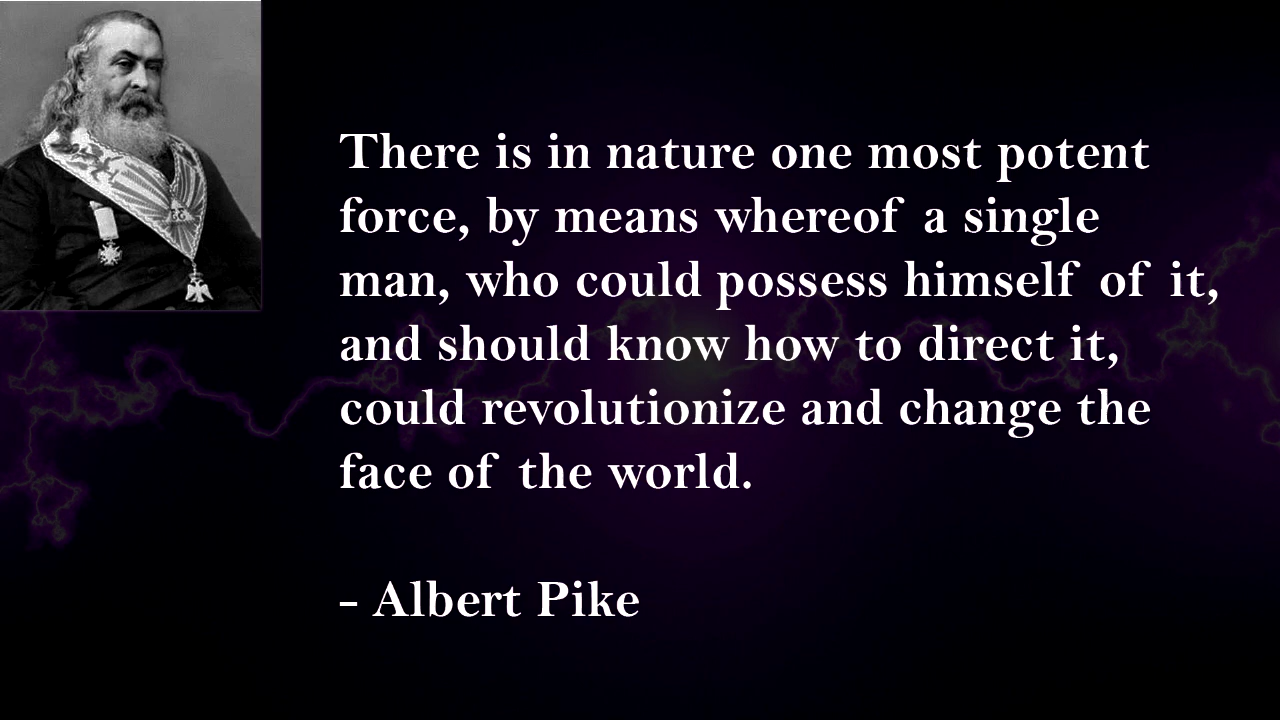 There is in nature one most potent
force, by means whereof a single
man, who could possess himself of it,
and should know how to direct it,
could revolutionize and change the
face of the world.
- Albert Pike